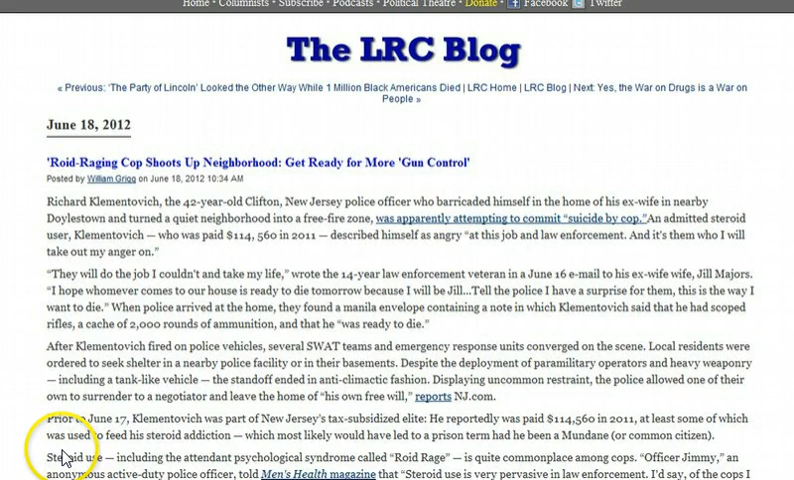 Home • Columnists • Subscribe • Podcasts • Political Theatre • Donate • Facebook Twitter
The LRC Blog
« Previous: 'The Party of Lincoln' Looked the Other Way While 1 Million Black Americans Died | LRC Home | LRC Blog | Next: Yes, the War on Drugs is a War on
People »
June 18, 2012
'Roid-Raging Cop Shoots Up Neighborhood: Get Ready for More 'Gun Control'
Posted by William Grigg on June 18, 2012 10:34 AM
Richard Klementovich, the 42-year-old Clifton, New Jersey police officer who barricaded himself in the home of his ex-wife in nearby
Doylestown and turned a quiet neighborhood into a free-fire zone, was apparently attempting to commit “suicide by cop.”An admitted steroid
user, Klementovich — who was paid $114, 560 in 2011 — described himself as angry “at this job and law enforcement. And it's them who I will
take out my anger on.”
“They will do the job I couldn't and take my life,” wrote the 14-year law enforcement veteran in a June 16 e-mail to his ex-wife wife, Jill Majors.
“I hope whomever comes to our house is ready to die tomorrow because I will be Jill...Tell the police I have a surprise for them, this is the way I
want to die.” When police arrived at the home, they found a manila envelope containing a note in which Klementovich said that he had scoped
rifles, a cache of 2,000 rounds of ammunition, and that he “was ready to die.”
After Klementovich fired on police vehicles, several SWAT teams and emergency response units converged on the scene. Local residents were
ordered to seek shelter in a nearby police facility or in their basements. Despite the deployment of paramilitary operators and heavy weaponry
— including a tank-like vehicle — the standoff ended in anti-climactic fashion. Displaying uncommon restraint, the police allowed one of their
own to surrender to a negotiator and leave the home of “his own free will,” reports NJ.com.
Prior to June 17, Klementovich was part of New Jersey's tax-subsidized elite: He reportedly was paid $114,560 in 2011, at least some of which
was used to feed his steroid addiction — which most likely would have led to a prison term had he been a Mundane (or common citizen).
Steroid use — including the attendant psychological syndrome called “Roid Rage” — is quite commonplace among cops. “Officer Jimmy,” an
anonymous active-duty police officer, told Men's Health magazine that “Steroid use is very pervasive in law enforcement. I'd say, of the cops I